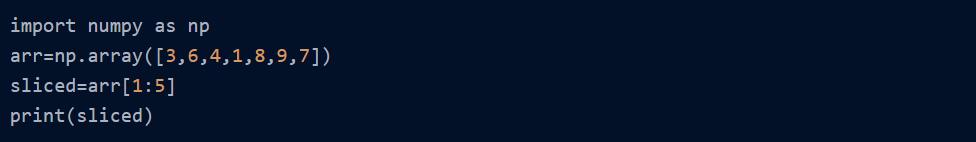 import numpy as np
arr=np.array([3,6,4,1,8,9,7])
sliced=arr[1:5]
print(sliced)